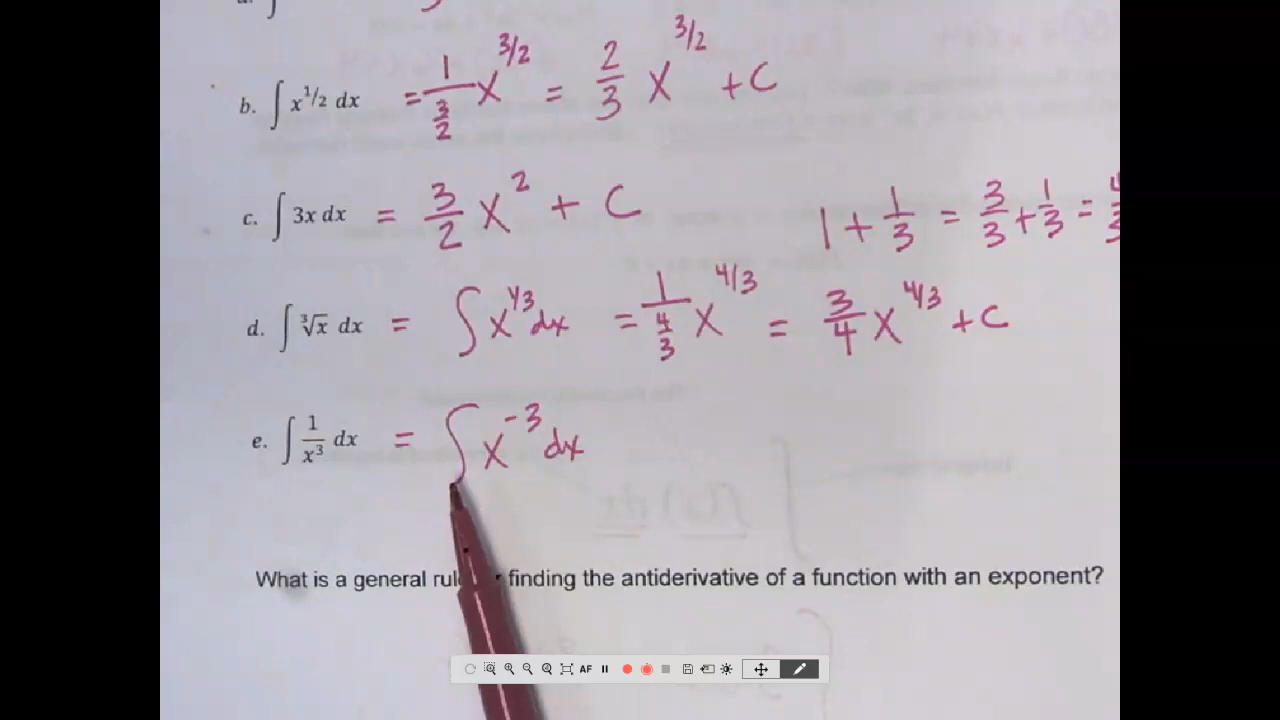 b. ∫ x^1/2 dx = 1/(3/2) x^3/2 = 2/3 x^3/2 + C
c. ∫ 3x dx = 3/2 x^2 + C
1 + 1/3 = 3/3 + 1/3 =
d. ∫ ∛x dx = ∫ x^1/3 dx = 1/(4/3) x^4/3 = 3/4 x^4/3 + C
e. ∫ 1/x^3 dx = ∫ x^-3 dx
What is a general finding the antiderivative of a function with an exponent?
AF